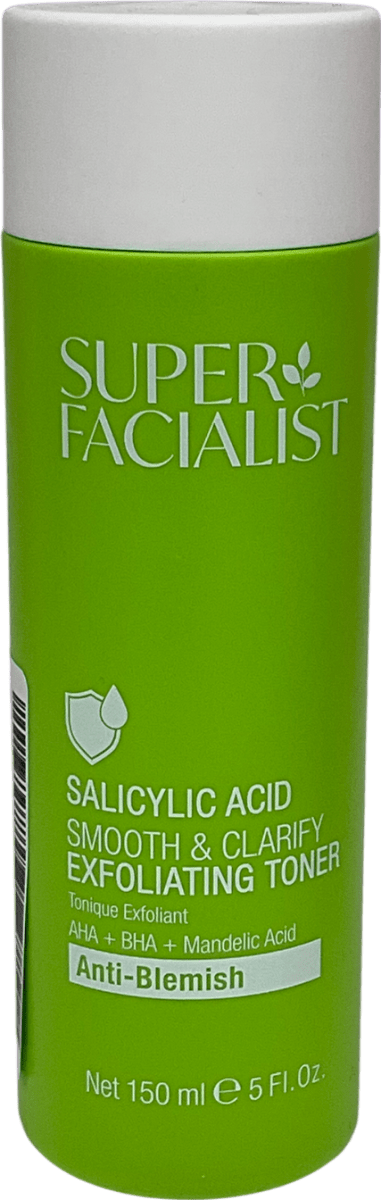 SUPER
FACIALIST
SALICYLIC ACID
SMOOTH & CLARIFY
EXFOLIATING TONER
Tonique Exfoliant
AHA + BHA + Mandelic Acid
Anti-Blemish
Net 150 ml ℮ 5 Fl.Oz.